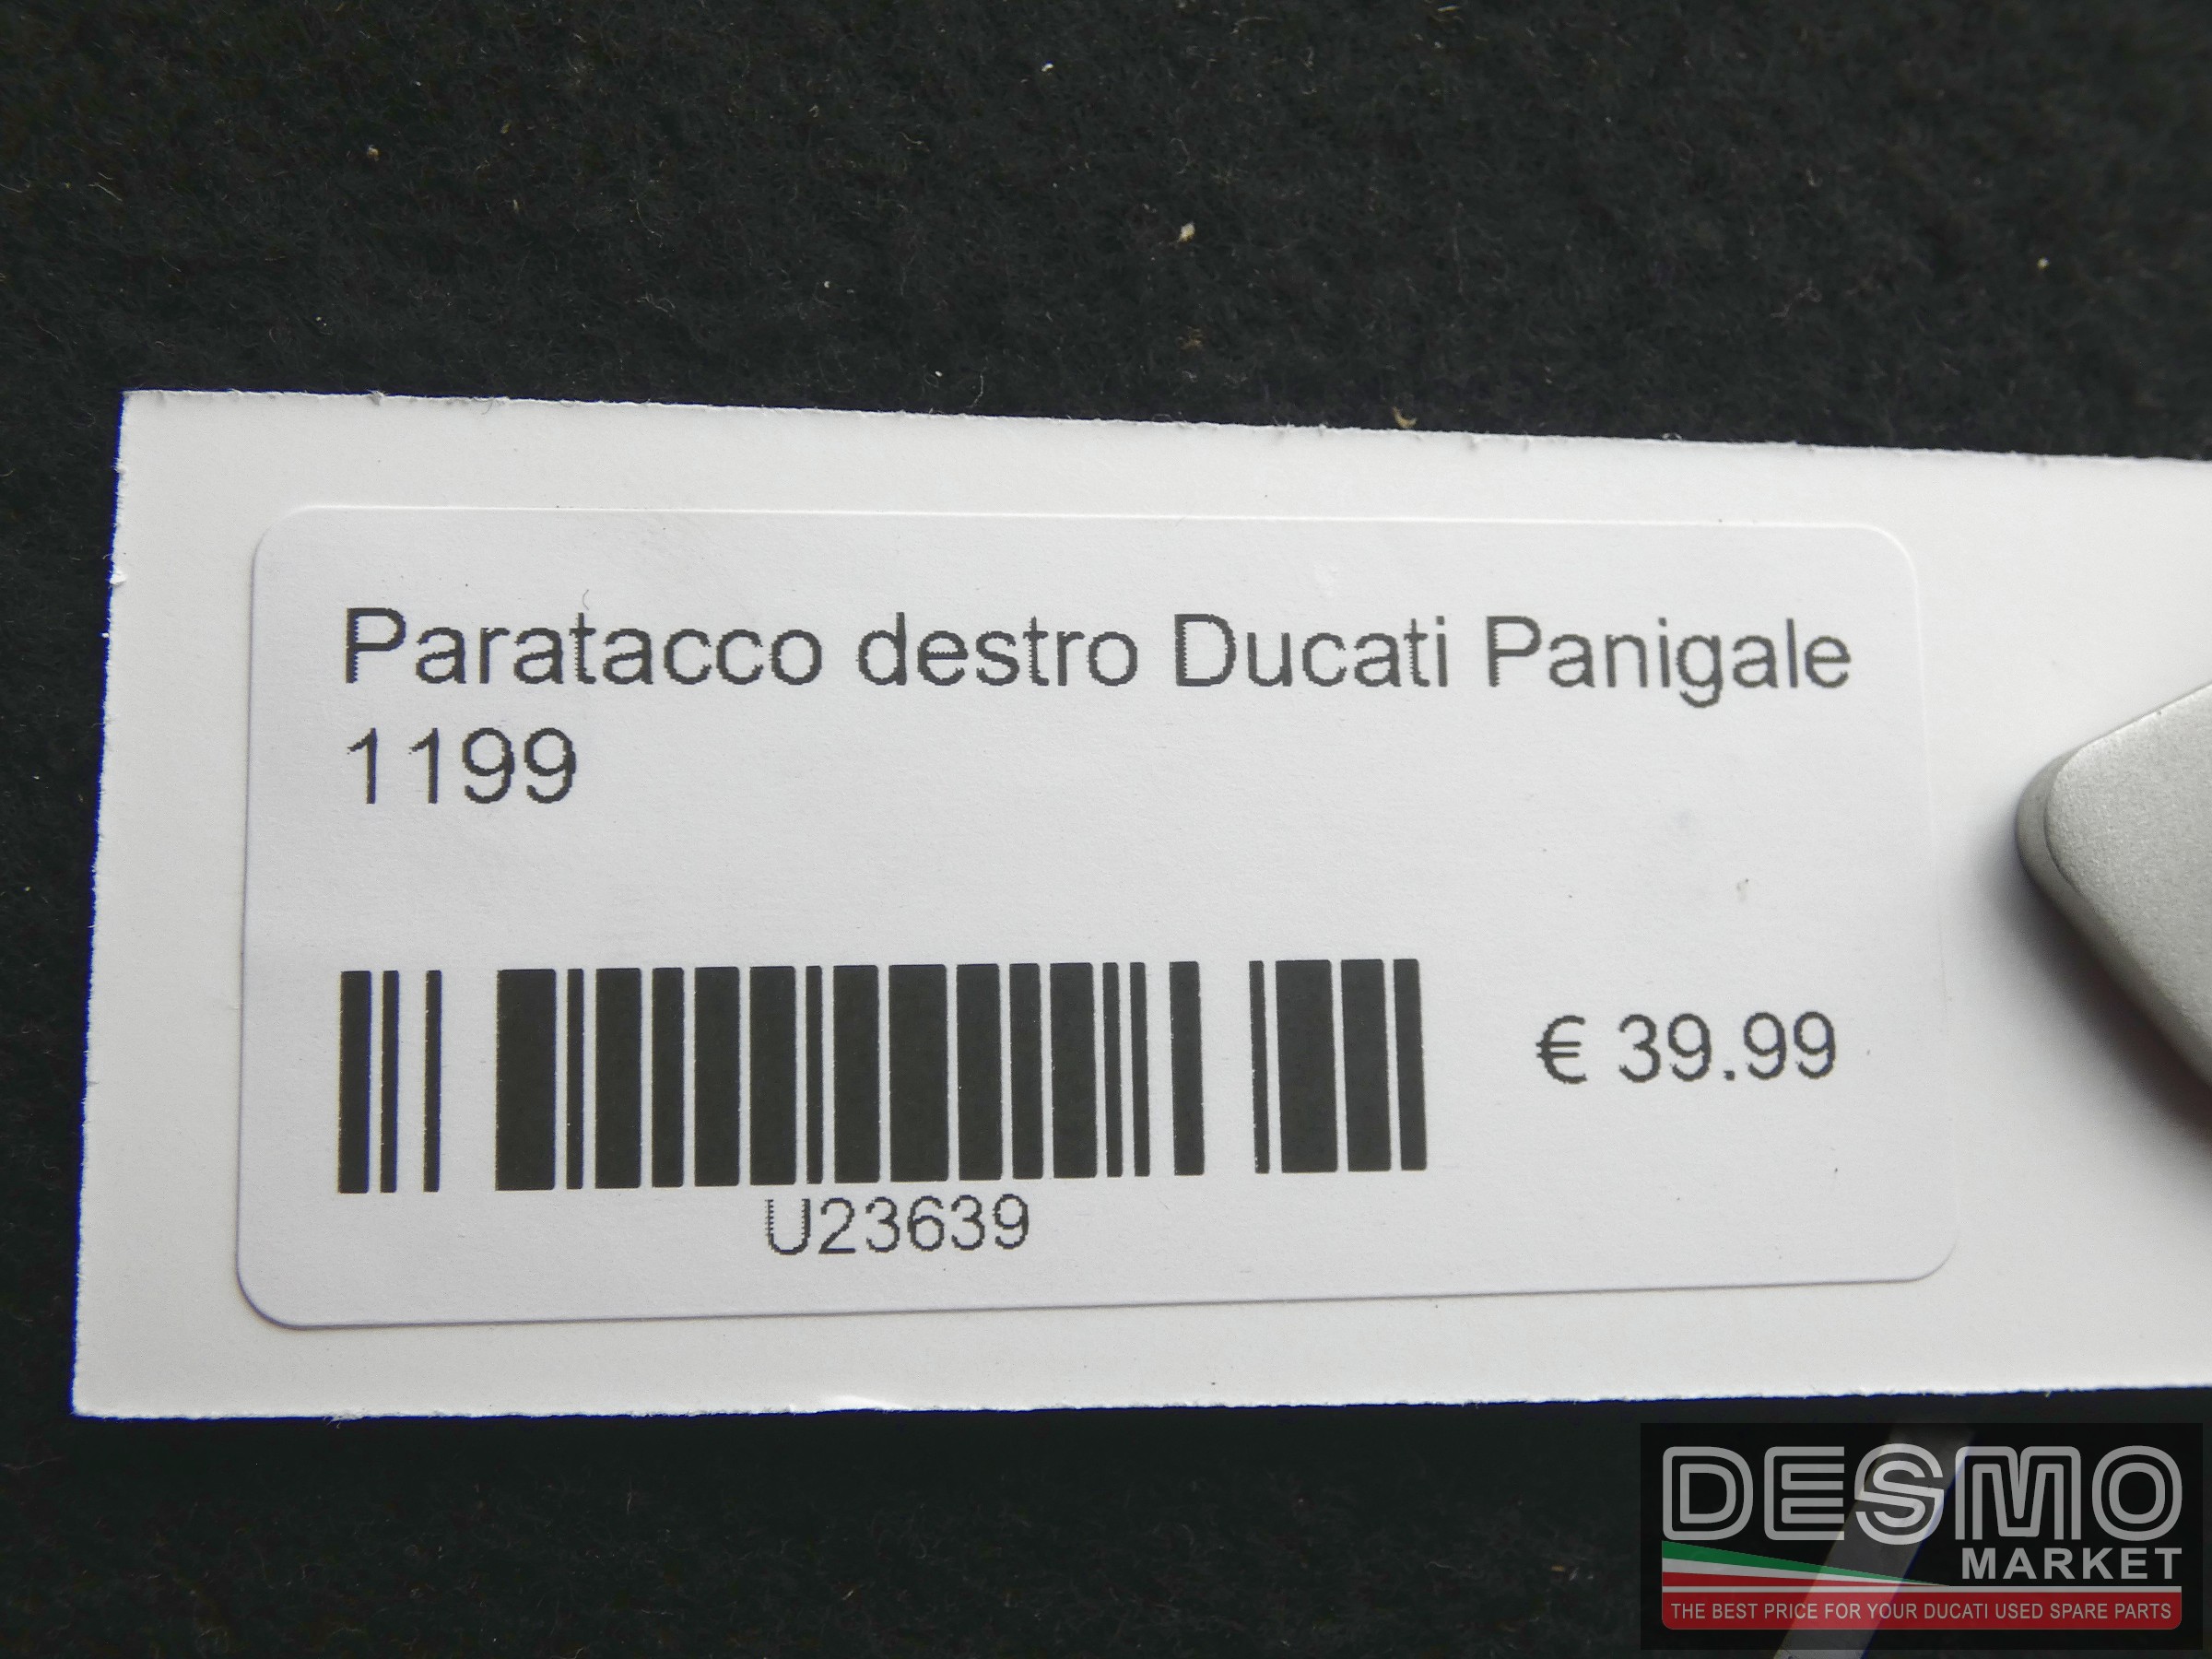 Paratacco destro Ducati Panigale
1199
€ 39.99
U23639
DESMO
MARKET
THE BEST PRICE FOR YOUR DUCATI USED SPARE PARTS